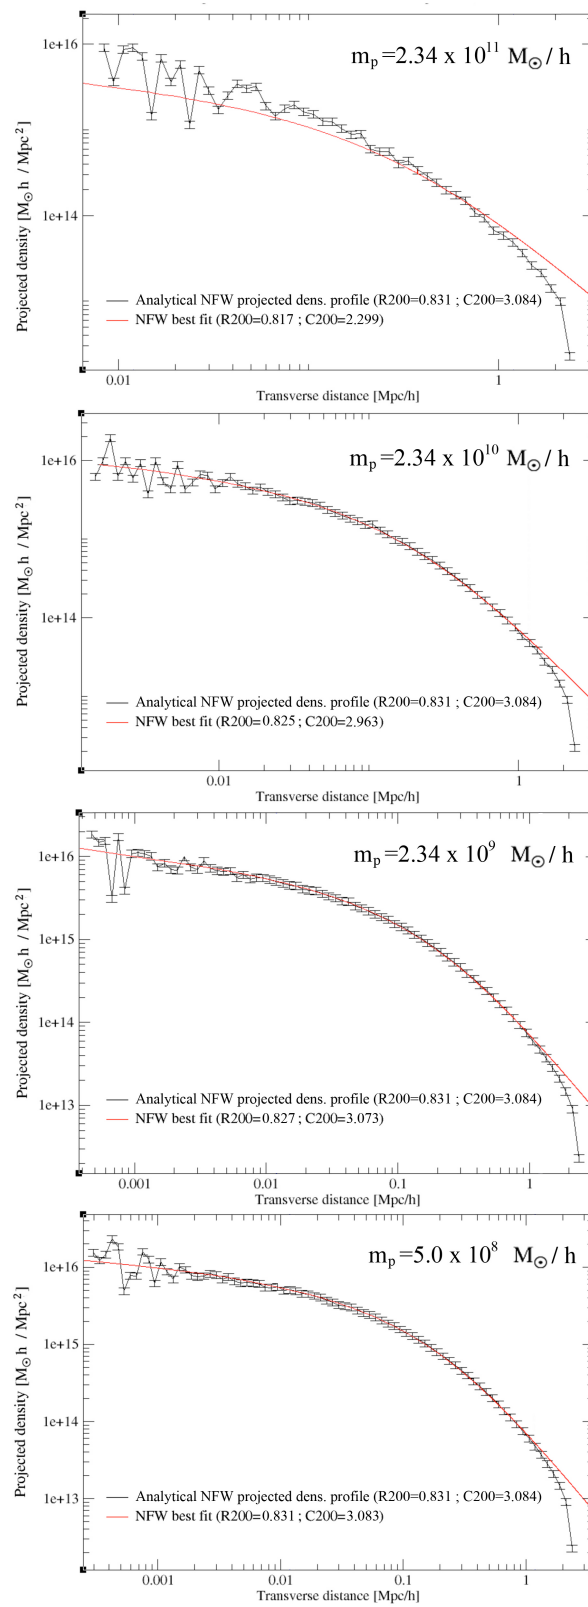 m_p=2.34 x 10^11 M_⊙/ h
Projected density [M_⊙ h / Mpc^2]
1e+16
1e+14
Analytical NFW projected dens. profile (R200=0.831 ; C200=3.084)
NFW best fit (R200=0.817 ; C200=2.299)
0.01
1
Transverse distance [Mpc/h]
m_p=2.34 x 10^10 M_⊙/ h
Projected density [M_⊙ h / Mpc^2]
1e+16
1e+14
Analytical NFW projected dens. profile (R200=0.831 ; C200=3.084)
NFW best fit (R200=0.825 ; C200=2.963)
0.01
1
Transverse distance [Mpc/h]
m_p=2.34 x 10^9 M_⊙/ h
Projected density [M_⊙ h / Mpc^2]
1e+16
1e+15
1e+14
1e+13
Analytical NFW projected dens. profile (R200=0.831 ; C200=3.084)
NFW best fit (R200=0.827 ; C200=3.073)
0.001
0.01
0.1
1
Transverse distance [Mpc/h]
m_p=5.0 x 10^8 M_⊙/ h
Projected density [M_⊙ h / Mpc^2]
1e+16
1e+15
1e+14
1e+13
Analytical NFW projected dens. profile (R200=0.831 ; C200=3.084)
NFW best fit (R200=0.831 ; C200=3.083)
0.001
0.01
0.1
1
Transverse distance [Mpc/h]